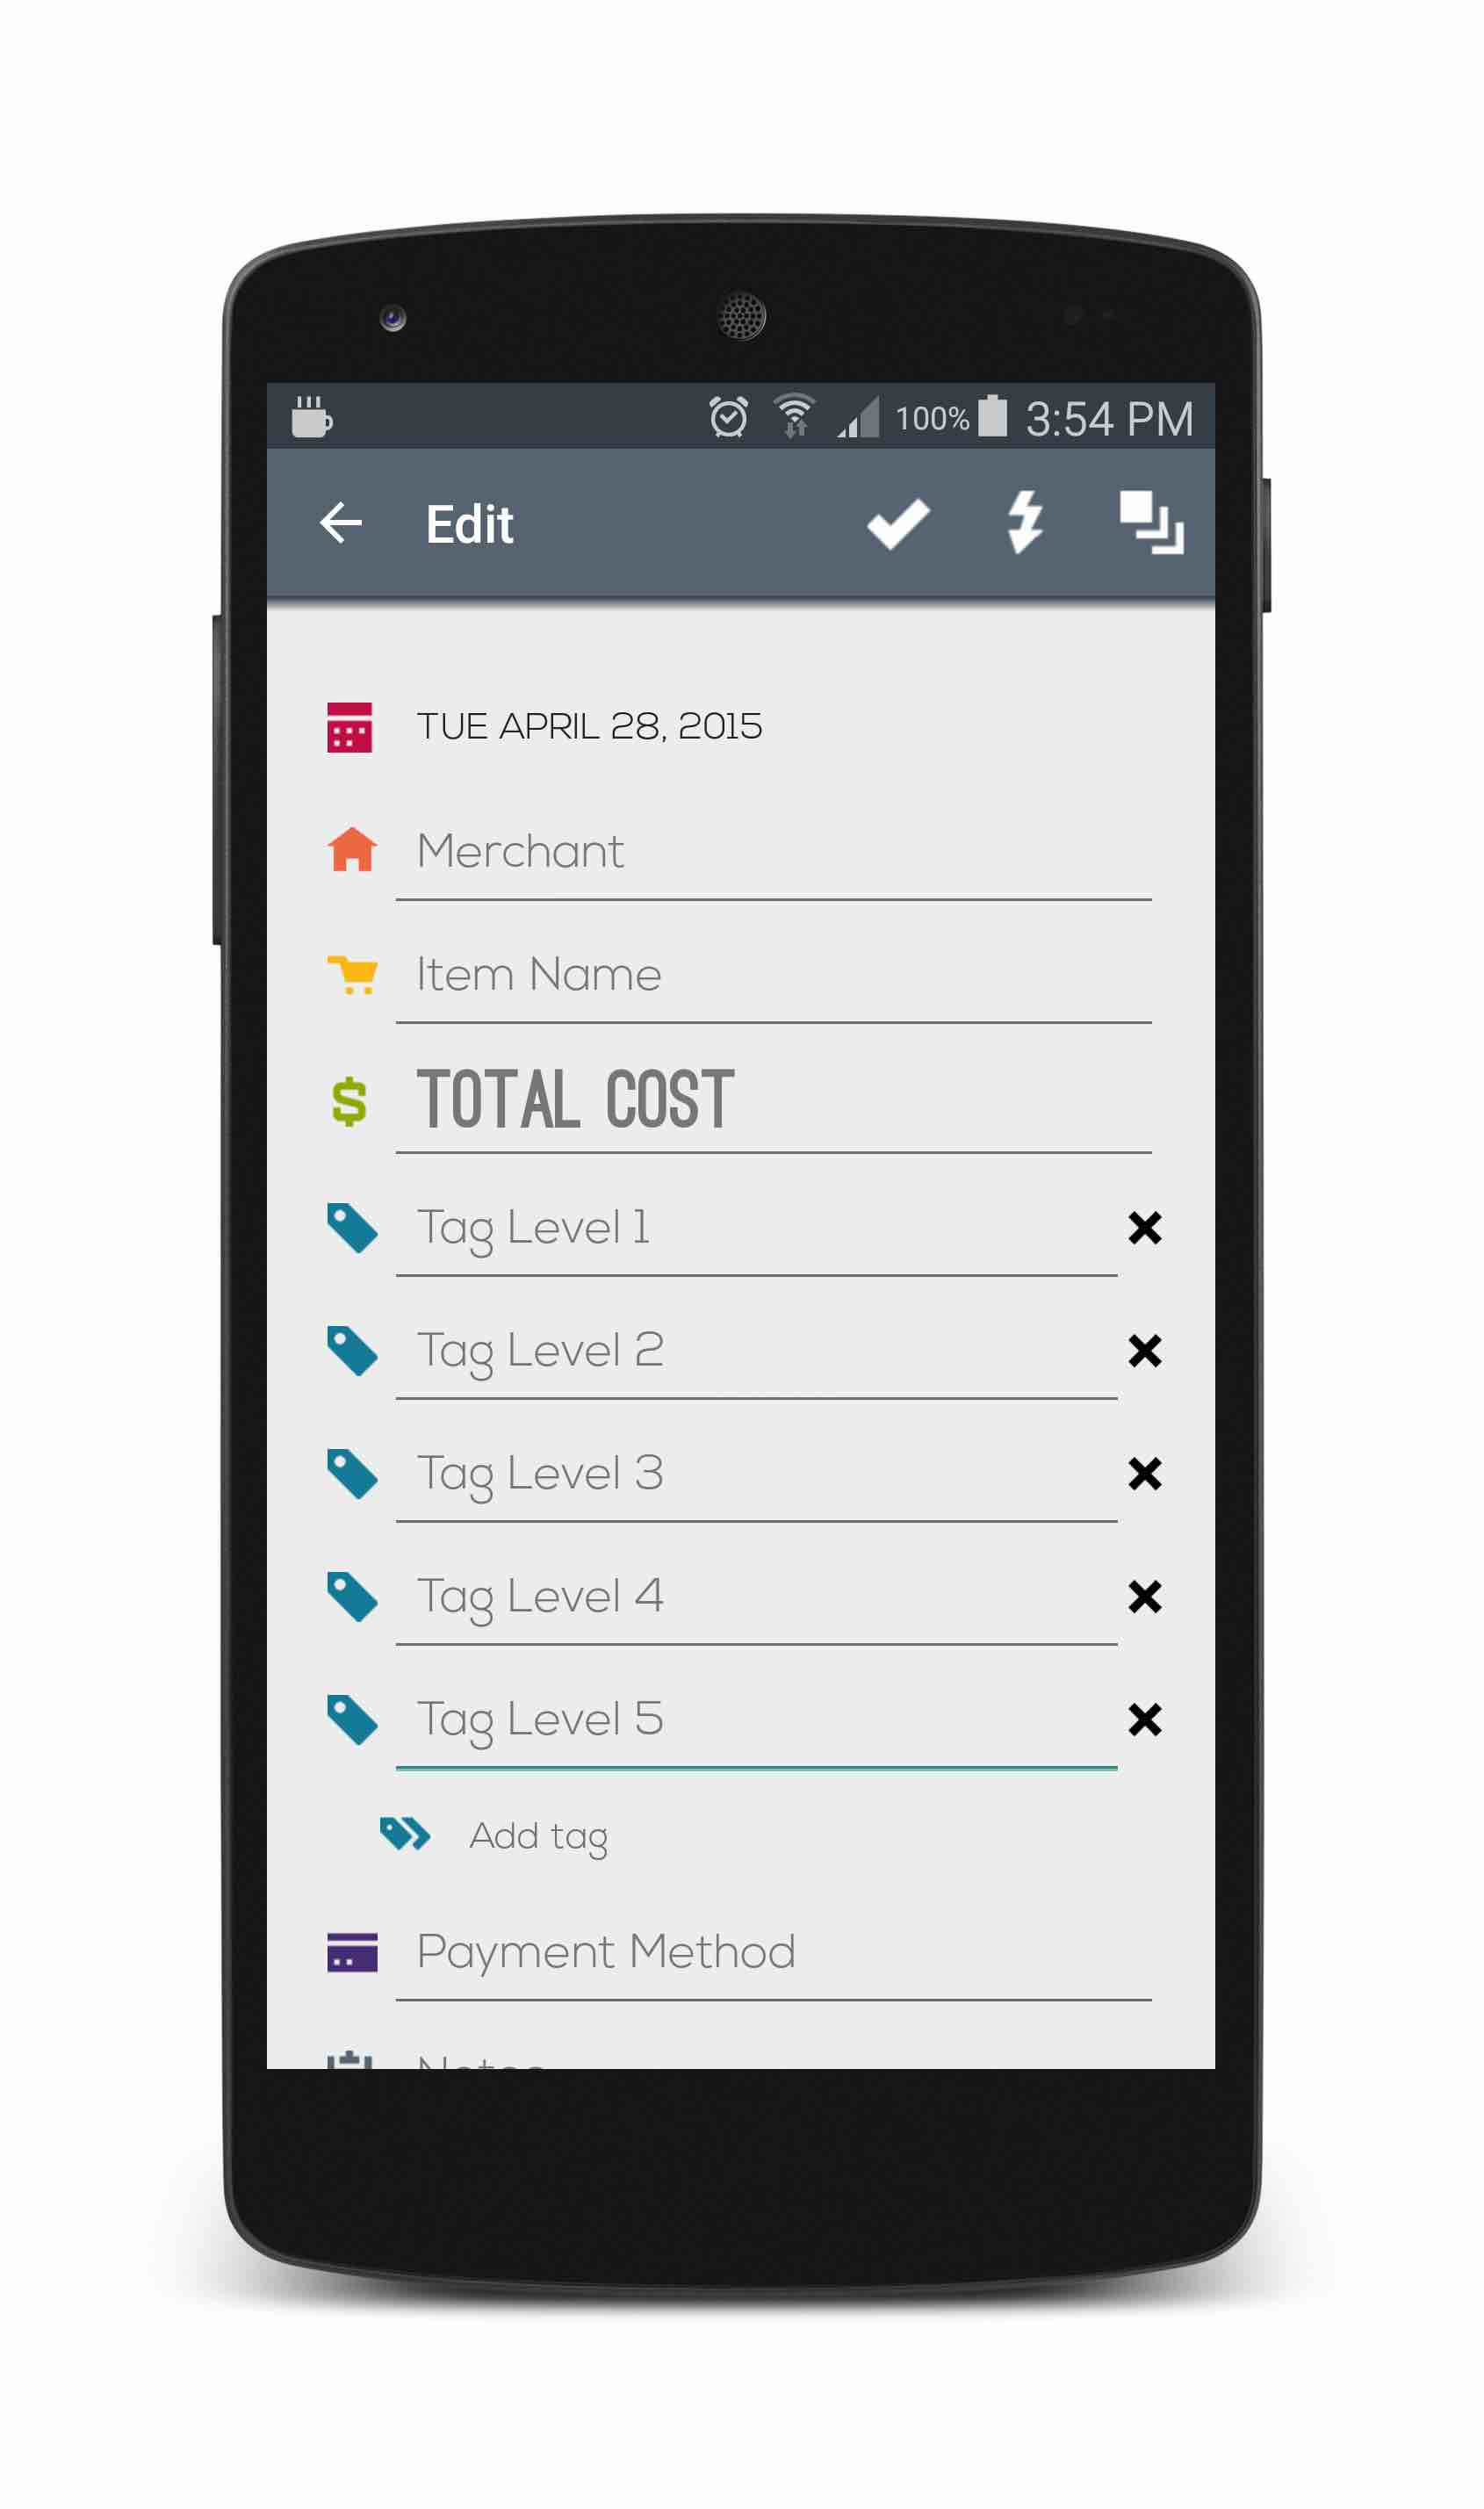 100% 3:54 PM
Edit
TUE APRIL 28, 2015
Merchant
Item Name
TOTAL COST
Tag Level 1
Tag Level 2
Tag Level 3
Tag Level 4
Tag Level 5
Add tag
Payment Method
Notes